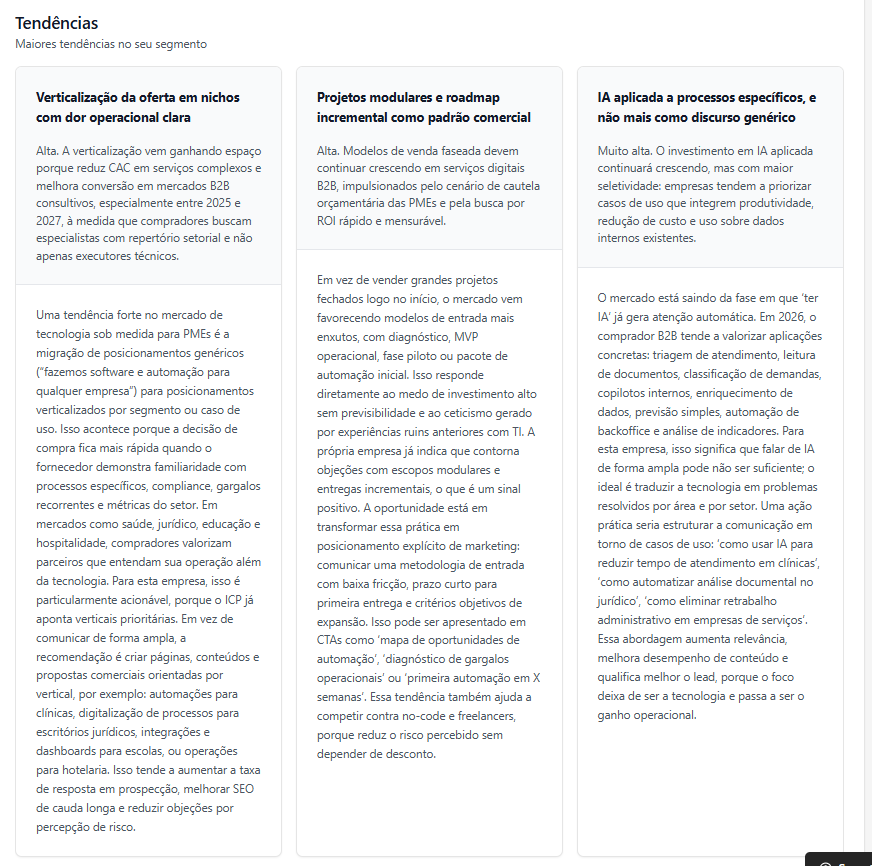 Tendências
Maiores tendências no seu segmento
Verticalização da oferta em nichos
com dor operacional clara
Alta. A verticalização vem ganhando espaço
porque reduz CAC em serviços complexos e
melhora conversão em mercados B2B
consultivos, especialmente entre 2025 e
2027, à medida que compradores buscam
especialistas com repertório setorial e não
apenas executores técnicos.
Uma tendência forte no mercado de
tecnologia sob medida para PMEs é a
migração de posicionamentos genéricos
(“fazemos software e automação para
qualquer empresa”) para posicionamentos
verticalizados por segmento ou caso de
uso. Isso acontece porque a decisão de
compra fica mais rápida quando o
fornecedor demonstra familiaridade com
processos específicos, compliance, gargalos
recorrentes e métricas do setor. Em
mercados como saúde, jurídico, educação e
hospitalidade, compradores valorizam
parceiros que entendam sua operação além
da tecnologia. Para esta empresa, isso é
particularmente acionável, porque o ICP já
aponta verticais prioritárias. Em vez de
comunicar de forma ampla, a
recomendação é criar páginas, conteúdos e
propostas comerciais orientadas por
vertical, por exemplo: automações para
clínicas, digitalização de processos para
escritórios jurídicos, integrações e
dashboards para escolas, ou operações
para hotelaria. Isso tende a aumentar a taxa
de resposta em prospecção, melhorar SEO
de cauda longa e reduzir objeções por
percepção de risco.
Projetos modulares e roadmap
incremental como padrão comercial
Alta. Modelos de venda faseada devem
continuar crescendo em serviços digitais
B2B, impulsionados pelo cenário de cautela
orçamentária das PMEs e pela busca por
ROI rápido e mensurável.
Em vez de vender grandes projetos
fechados logo no início, o mercado vem
favorecendo modelos de entrada mais
enxutos, com diagnóstico, MVP
operacional, fase piloto ou pacote de
automação inicial. Isso responde
diretamente ao medo de investimento alto
sem previsibilidade e ao ceticismo gerado
por experiências ruins anteriores com TI. A
própria empresa já indica que contorna
objeções com escopos modulares e
entregas incrementais, o que é um sinal
positivo. A oportunidade está em
transformar essa prática em
posicionamento explícito de marketing:
comunicar uma metodologia de entrada
com baixa fricção, prazo curto para
primeira entrega e critérios objetivos de
expansão. Isso pode ser apresentado em
CTAs como ‘mapa de oportunidades de
automação’, ‘diagnóstico de gargalos
operacionais’ ou ‘primeira automação em X
semanas’. Essa tendência também ajuda a
competir contra no-code e freelancers,
porque reduz o risco percebido sem
depender de desconto.
IA aplicada a processos específicos, e
não mais como discurso genérico
Muito alta. O investimento em IA aplicada
continuará crescendo, mas com maior
seletividade: empresas tendem a priorizar
casos de uso que integrem produtividade,
redução de custo e uso sobre dados
internos existentes.
O mercado está saindo da fase em que ‘ter
IA’ já gera atenção automática. Em 2026, o
comprador B2B tende a valorizar aplicações
concretas: triagem de atendimento, leitura
de documentos, classificação de demandas,
copilotos internos, enriquecimento de
dados, previsão simples, automação de
backoffice e análise de indicadores. Para
esta empresa, isso significa que falar de IA
de forma ampla pode não ser suficiente; o
ideal é traduzir a tecnologia em problemas
resolvidos por área e por setor. Uma ação
prática seria estruturar a comunicação em
torno de casos de uso: ‘como usar IA para
reduzir tempo de atendimento em clínicas’,
‘como automatizar análise documental no
jurídico’, ‘como eliminar retrabalho
administrativo em empresas de serviços’.
Essa abordagem aumenta relevância,
melhora desempenho de conteúdo e
qualifica melhor o lead, porque o foco
deixa de ser a tecnologia e passa a ser o
ganho operacional.